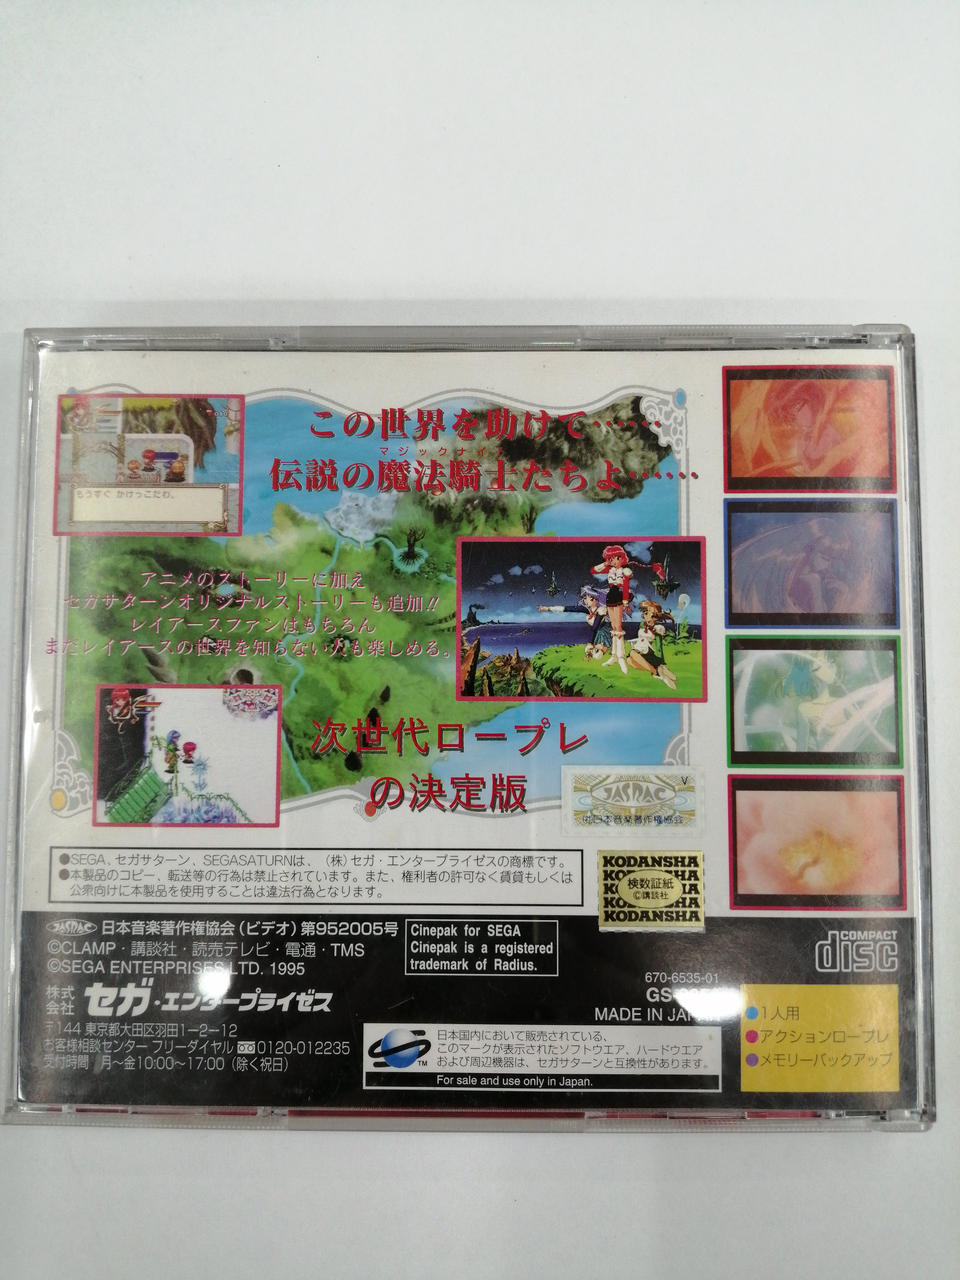 この世界を助けて……
マジックナイト
伝説の魔法騎士たちよ……
もうすぐ かけっこだわ。
アニメのストーリーに加え
セガサターンオリジナルストーリーも追加!!
レイアースファンはもちろん
まだレイアースの世界を知らない人も楽しめる。
次世代ロープレ
の決定版
V
JASRAC
(社)日本音楽著作権協会
●SEGA、セガサターン、SEGASATURNは、(株)セガ・エンタープライゼスの商標です。
●本製品のコピー、転送等の行為は禁止されています。また、権利者の許可なく賃貸もしくは
公衆向けに本製品を使用することは違法行為となります。
KODANSHA
検数証紙
©講談社
KODANSHA
JASRAC 日本音楽著作権協会(ビデオ)第952005号
©CLAMP・講談社・読売テレビ・電通・TMS
©SEGA ENTERPRISES LTD. 1995
Cinepak for SEGA
Cinepak is a registered
trademark of Radius.
COMPACT
disc
株式会社 セガ・エンタープライゼス
〒144 東京都大田区羽田1-2-12
お客様相談センター フリーダイヤル 0120-012235
受付時間 月~金10:00~17:00(除く祝日)
670-6535-01
MADE IN JAPAN
日本国内において販売されている、
このマークが表示されたソフトウエア、ハードウエア
および周辺機器は、セガサターンと互換性があります。
TM
For sale and use only in Japan.
●1人用
●アクションロープレ
●メモリーバックアップ